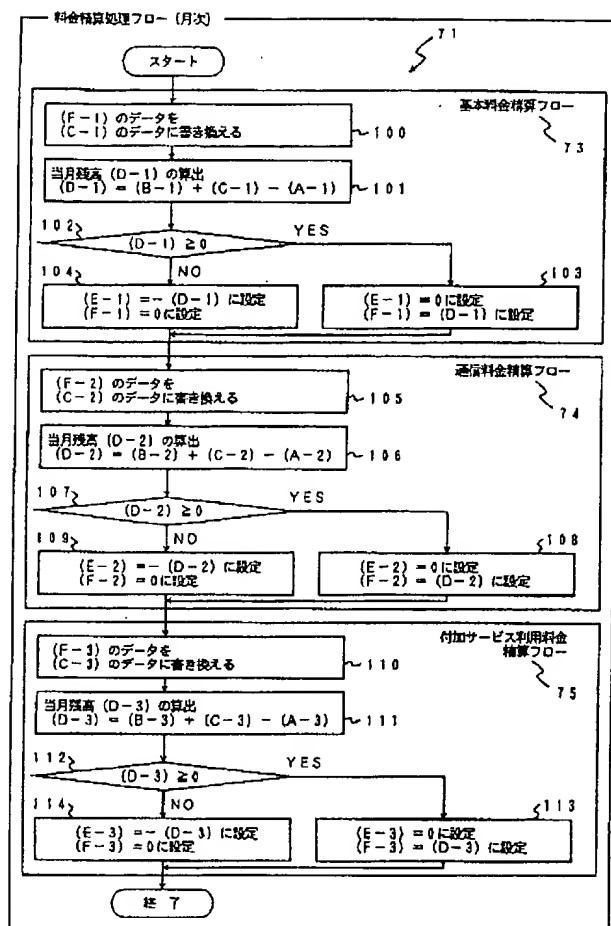 料金積算処理フロー（月次）
71
スタート
基本料金積算フロー
73
(F-1) のデータを
(C-1) のデータに書き換える
100
当月残高 (D-1) の算出
(D-1) = (B-1) + (C-1) - (A-1)
101
102
(D-1) ≧0
YES
NO
104
(E-1) =- (D-1) に設定
(F-1) =0に設定
103
(E-1) =0に設定
(F-1) = (D-1) に設定
通信料金積算フロー
74
(F-2) のデータを
(C-2) のデータに書き換える
105
当月残高 (D-2) の算出
(D-2) = (B-2) + (C-2) - (A-2)
106
107
(D-2) ≧0
YES
NO
109
(E-2) =- (D-2) に設定
(F-2) =0に設定
108
(E-2) =0に設定
(F-2) = (D-2) に設定
付加サービス利用料金
積算フロー
75
(F-3) のデータを
(C-3) のデータに書き換える
110
当月残高 (D-3) の算出
(D-3) = (B-3) + (C-3) - (A-3)
111
112
(D-3) ≧0
YES
NO
114
(E-3) =- (D-3) に設定
(F-3) =0に設定
113
(E-3) =0に設定
(F-3) = (D-3) に設定
終了